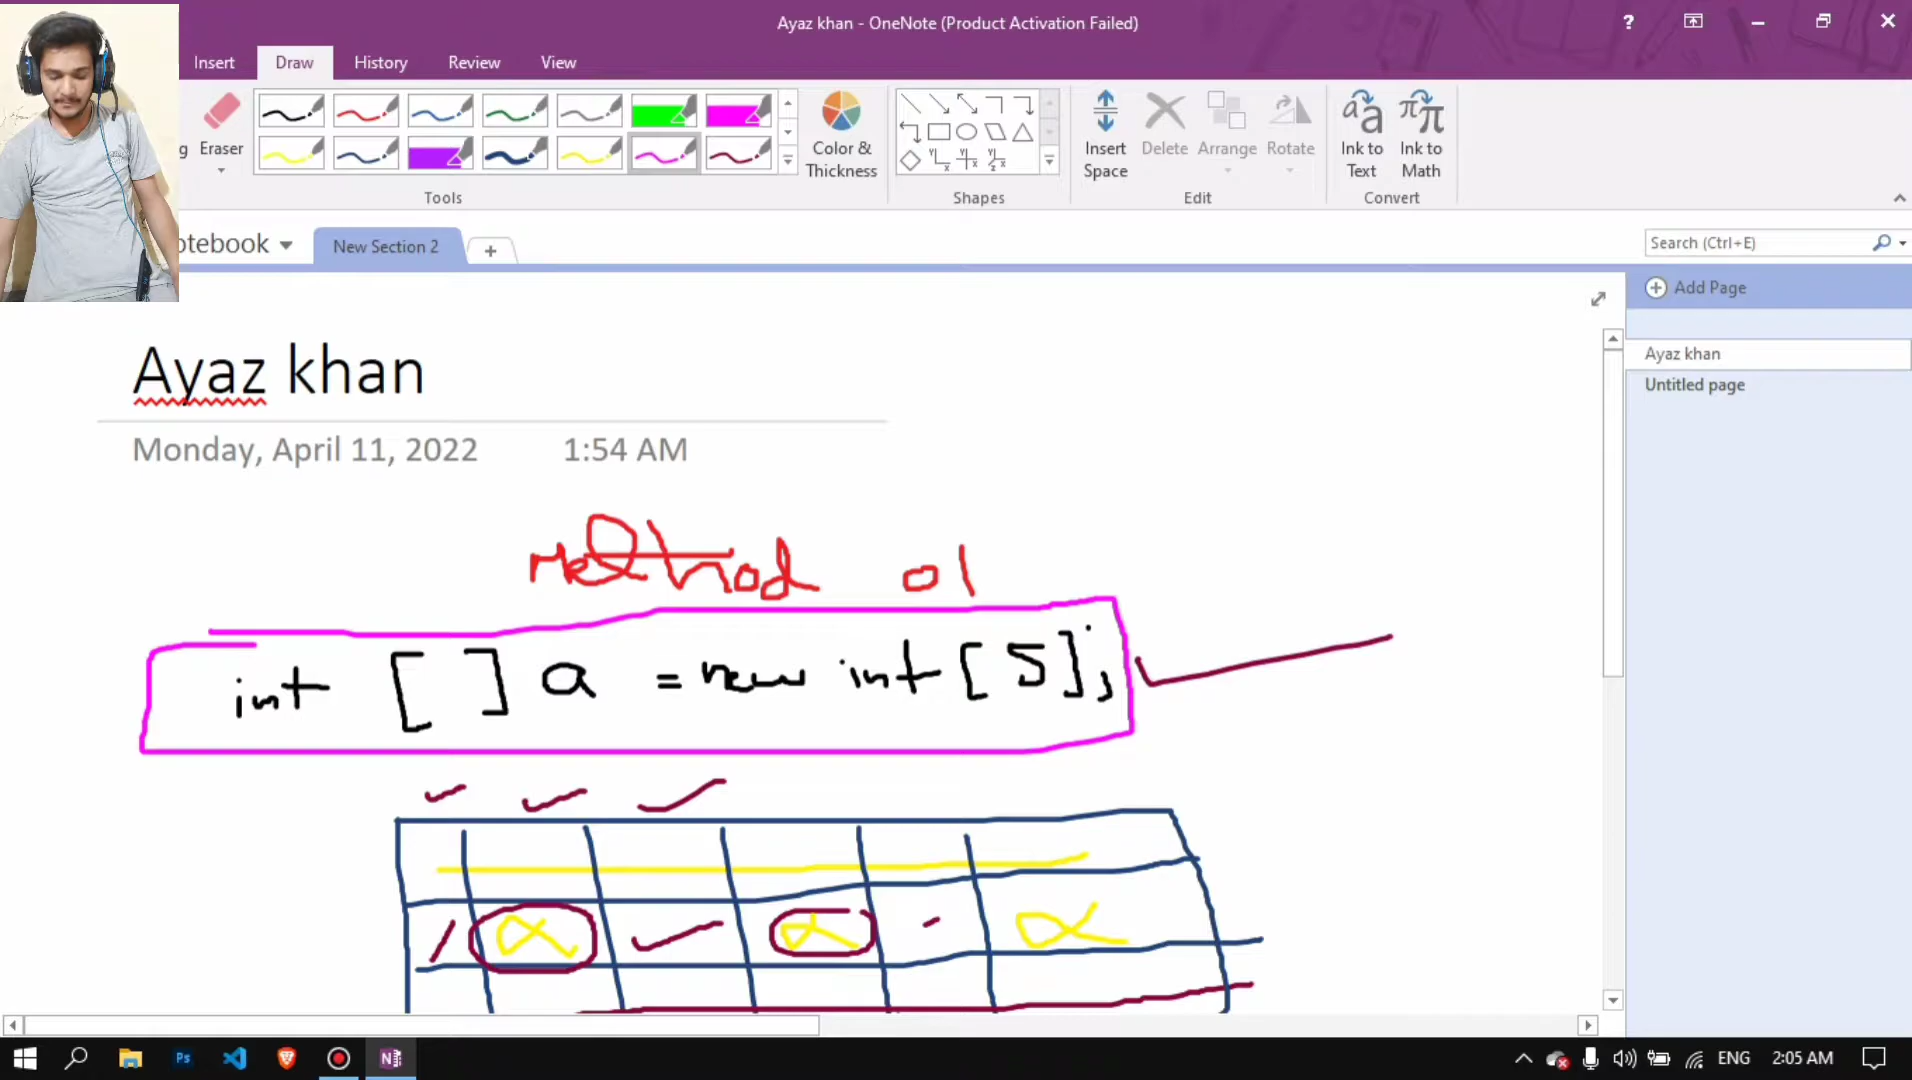 Ayaz khan - OneNote (Product Activation Failed)
?
Insert Draw History Review View
Eraser
Color & Thickness
Insert Space
Delete
Arrange
Rotate
Ink to Text
Ink to Math
Tools
Shapes
Edit
Convert
otebook
New Section 2
+
Search (Ctrl+E)
Add Page
Ayaz khan
Untitled page
Ayaz khan
Monday, April 11, 2022 1:54 AM
Method 01
int [ ] a = new int [ 5 ];
ENG
2:05 AM